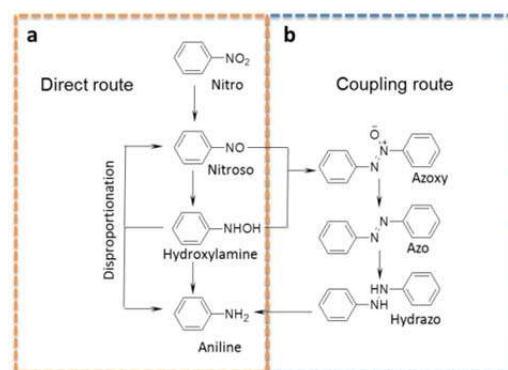 a
Direct route
NO₂
Nitro
NO
Nitroso
NHOH
Hydroxylamine
NH₂
Aniline
Disproportionation
b
Coupling route
O⁻
N⁺
N
Azoxy
N
N
Azo
HN
NH
Hydrazo